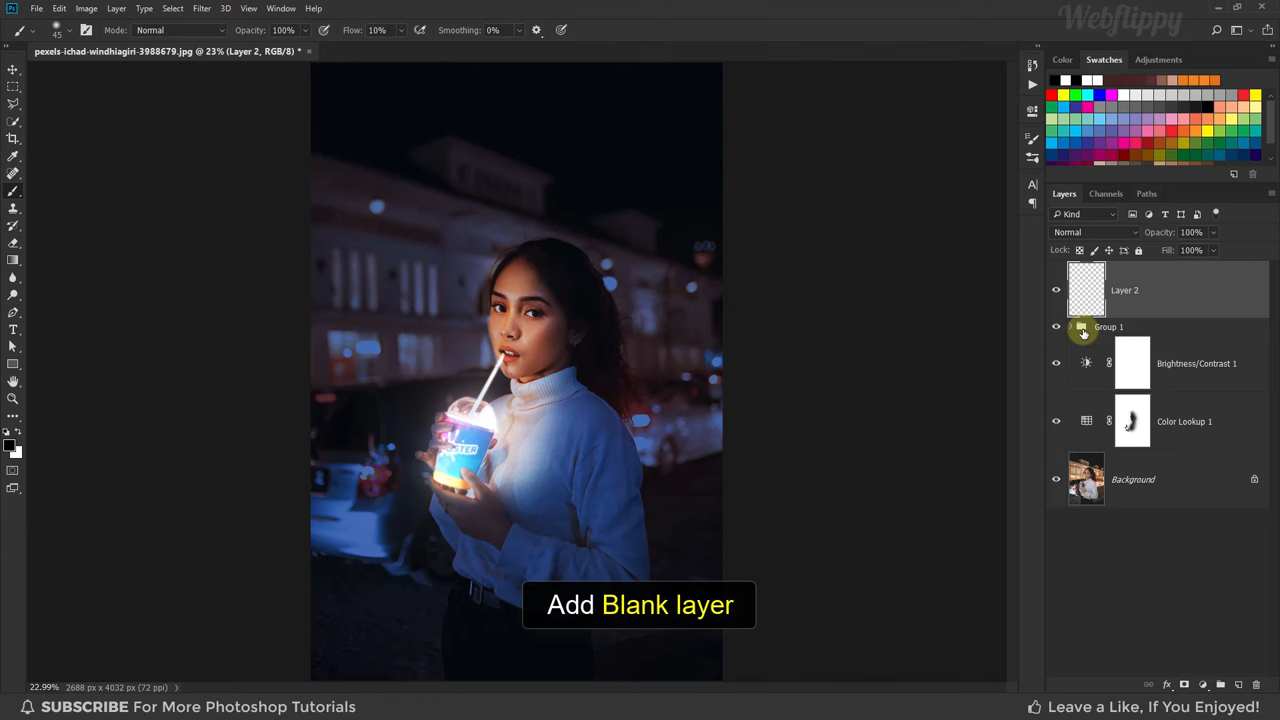 Ps File Edit Image Layer Type Select Filter 3D View Window Help
Webflippy
45 Mode: Normal Opacity: 100% Flow: 10% Smoothing: 0%
pexels-ichad-windhiagiri-3988679.jpg @ 23% (Layer 2, RGB/8) * ×
Color Swatches Adjustments
Layers Channels Paths
Kind
Normal Opacity: 100%
Lock: Fill: 100%
Layer 2
Group 1
Brightness/Contrast 1
Color Lookup 1
Background
Add Blank layer
22.99% 2688 px x 4032 px (72 ppi)
SUBSCRIBE For More Photoshop Tutorials
Leave a Like, If You Enjoyed!